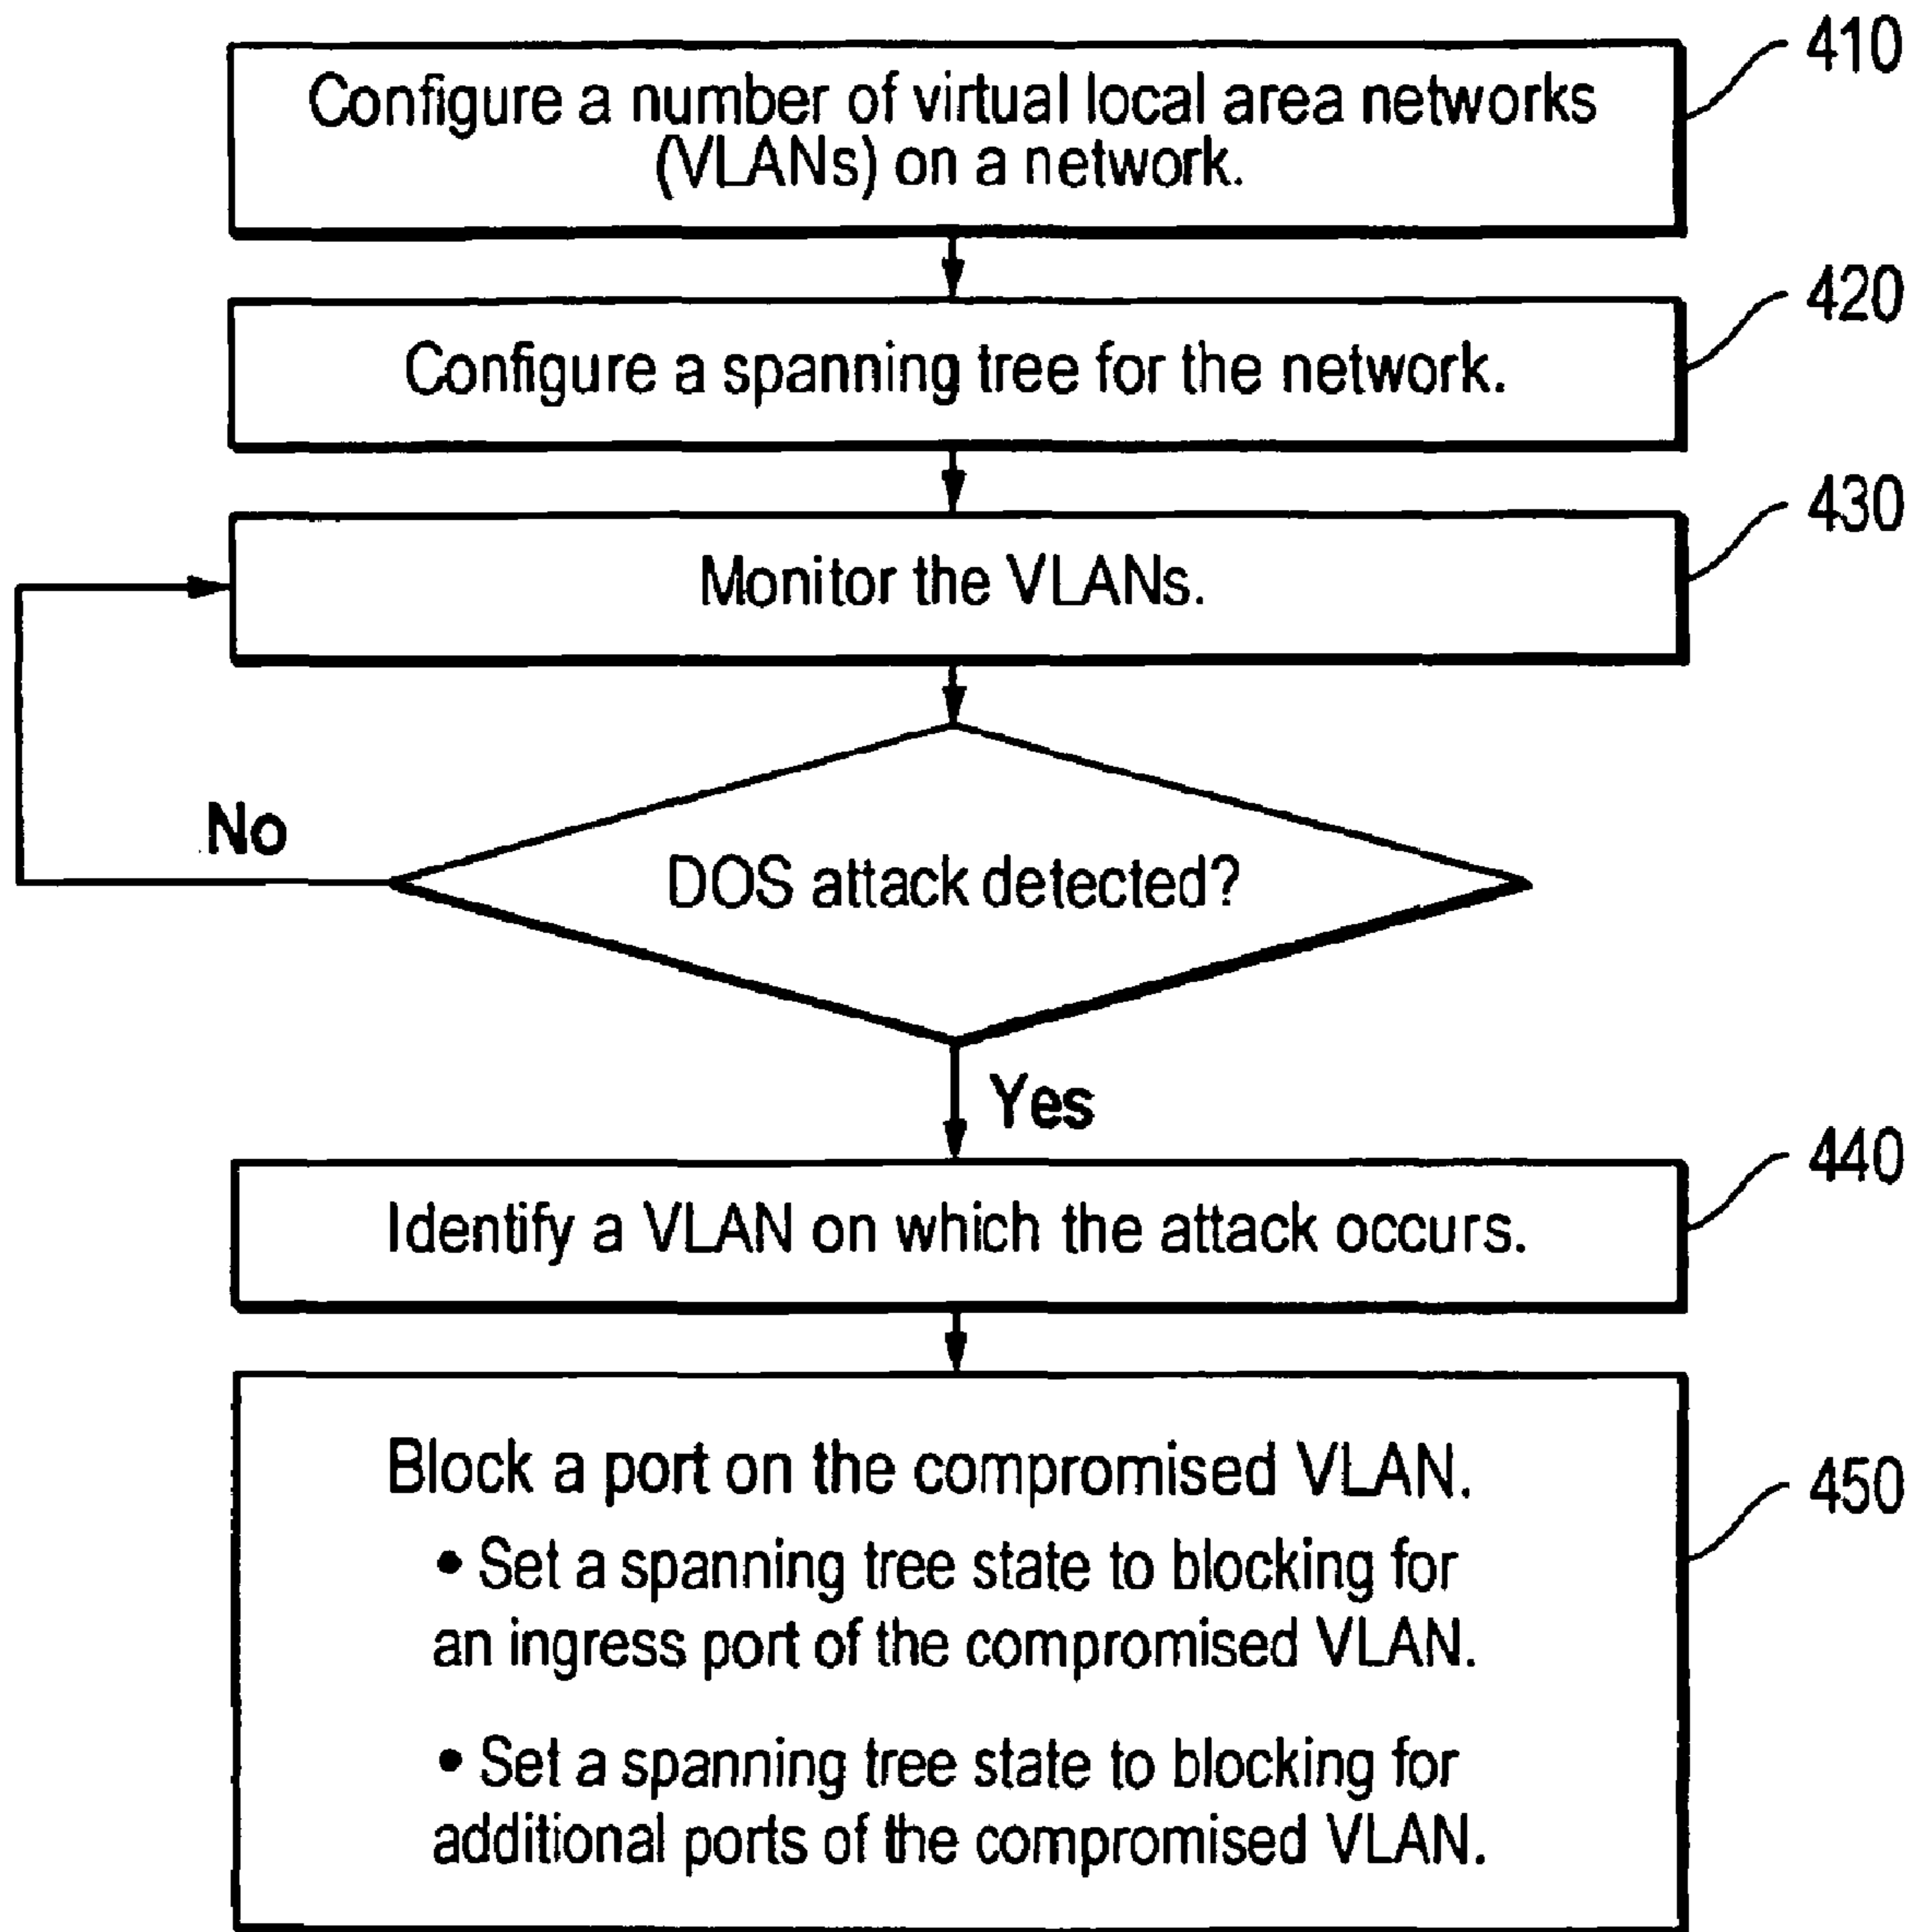 410
Configure a number of virtual local area networks
(VLANs) on a network.
420
Configure a spanning tree for the network.
430
Monitor the VLANs.
No
DOS attack detected?
Yes
440
Identify a VLAN on which the attack occurs.
450
Block a port on the compromised VLAN.
• Set a spanning tree state to blocking for
an ingress port of the compromised VLAN.
• Set a spanning tree state to blocking for
additional ports of the compromised VLAN.